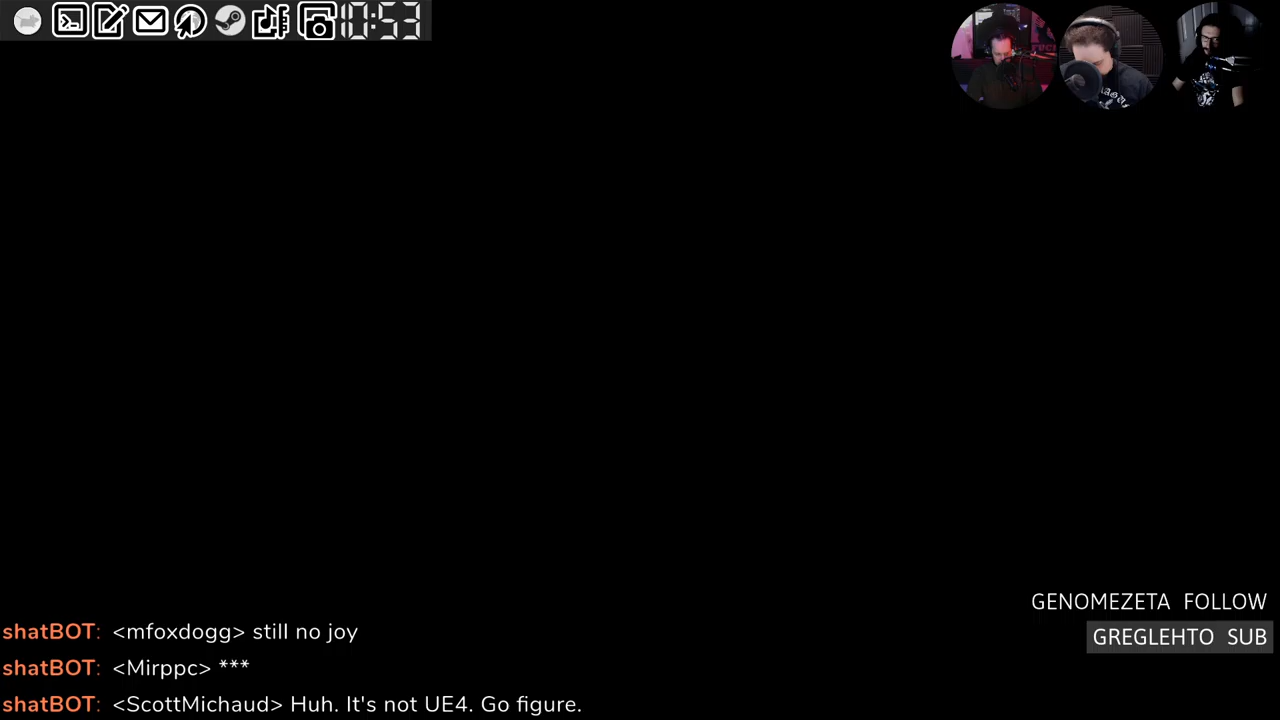 10:53
GENOMEZETA FOLLOW
GREGLEHTO SUB
shatBOT: <mfoxdogg> still no joy
shatBOT: <Mirppc> ***
shatBOT: <ScottMichaud> Huh. It's not UE4. Go figure.